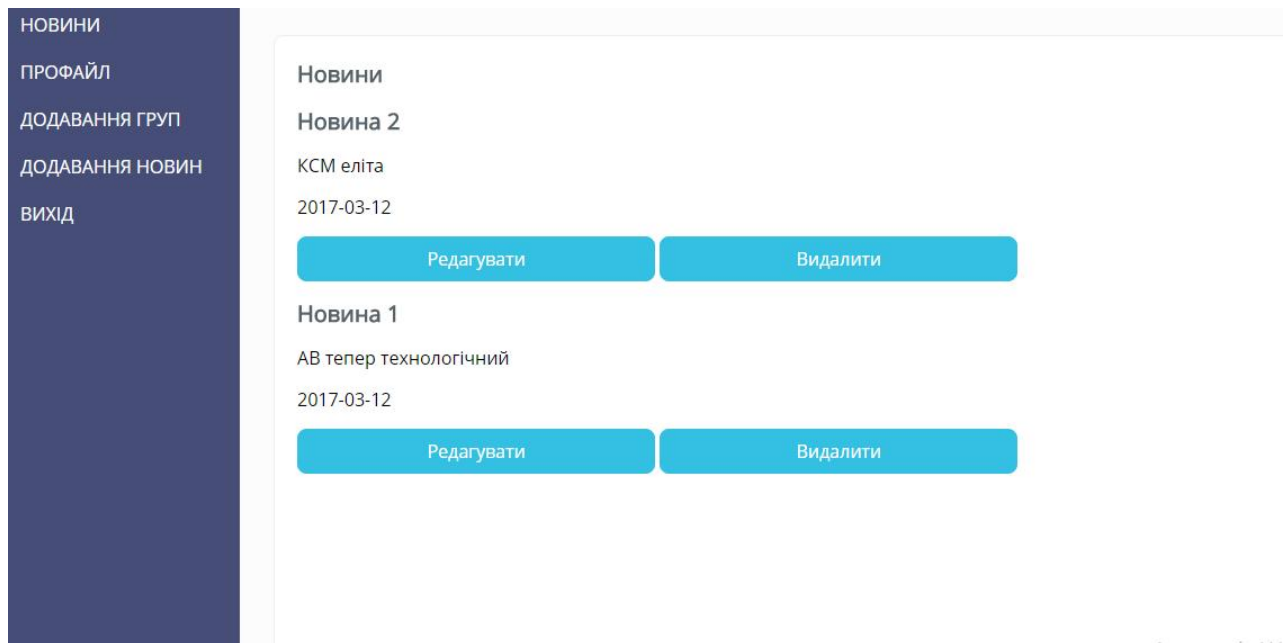 НОВИНИ
ПРОФАЙЛ
ДОДАВАННЯ ГРУП
ДОДАВАННЯ НОВИН
ВИХІД
Новини
Новина 2
КСМ еліта
2017-03-12
Редагувати Видалити
Новина 1
АВ тепер технологічний
2017-03-12
Редагувати Видалити